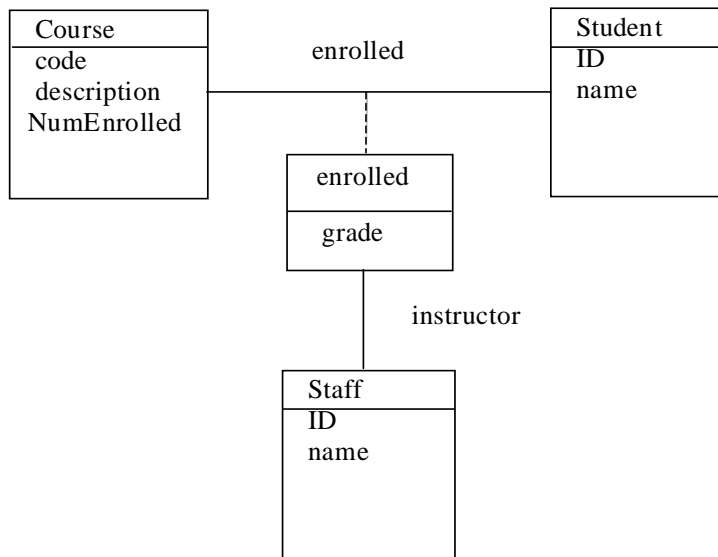 Course
code
description
NumEnrolled
enrolled
Student
ID
name
enrolled
grade
instructor
Staff
ID
name